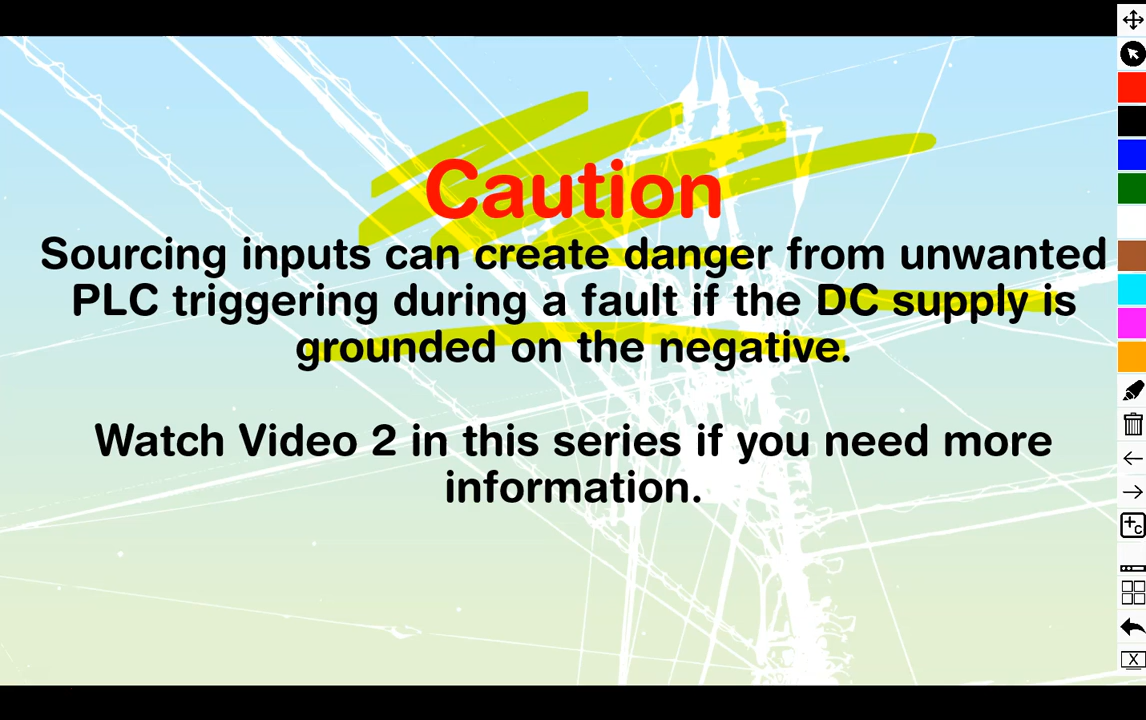 Caution
Sourcing inputs can create danger from unwanted
PLC triggering during a fault if the DC supply is
grounded on the negative.
Watch Video 2 in this series if you need more
information.